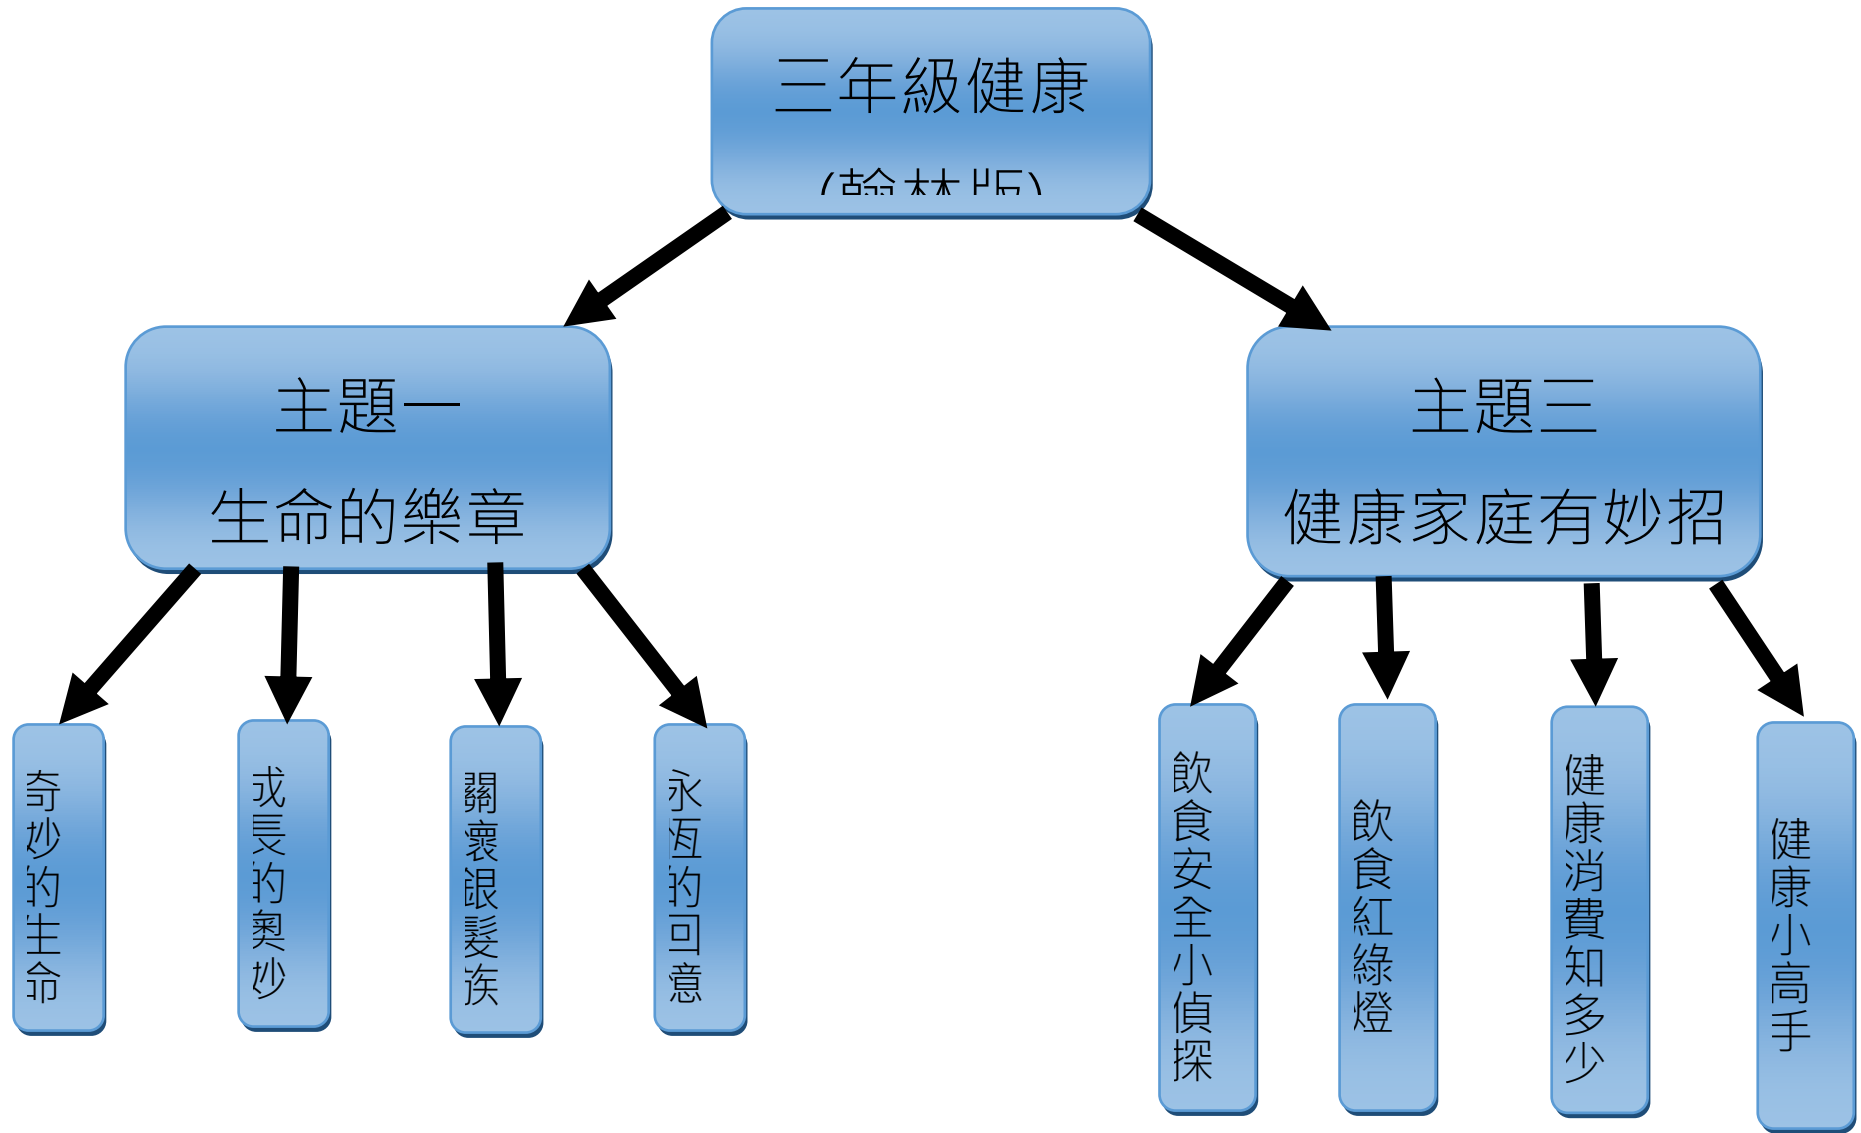 三年級健康
(翰林版)
主題一
生命的樂章
主題三
健康家庭有妙招
奇妙的生命
成長的奧妙
關懷銀髮族
永恆的回憶
飲食安全小偵探
飲食紅綠燈
健康消費知多少
健康小高手